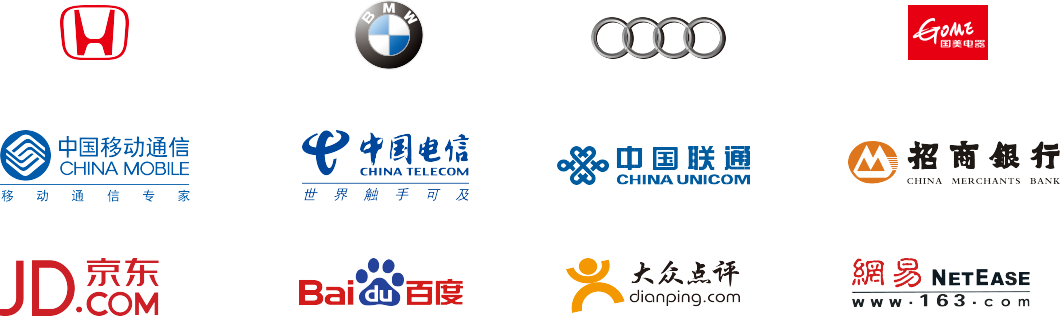 BMW
GOME
国美电器
中国移动通信
CHINA MOBILE
移动通信专家
中国电信
CHINA TELECOM
世界触手可及
中国联通
CHINA UNICOM
招商銀行
CHINA MERCHANTS BANK
JD.COM
京东
Bai du 百度
大众点评
dianping.com
網易 NETEASE
www.163.com